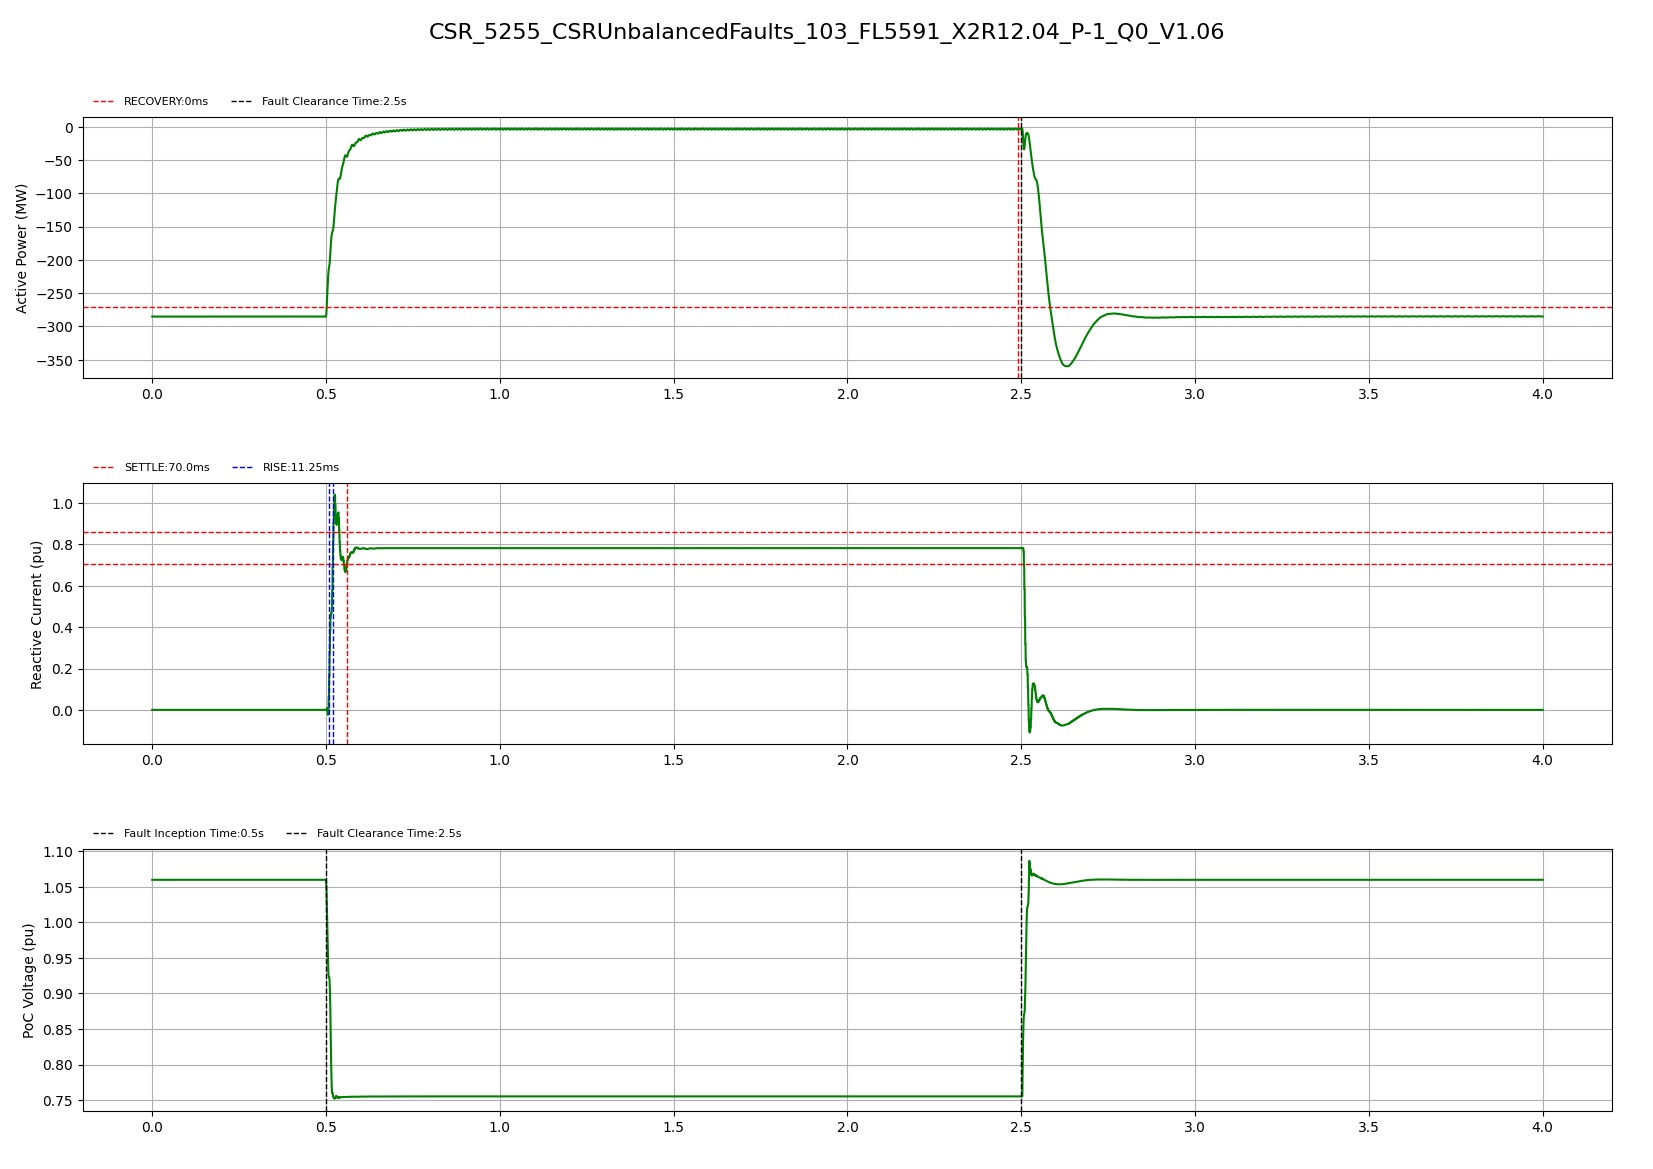 CSR_5255_CSRUnbalancedFaults_103_FL5591_X2R12.04_P-1_Q0_V1.06
RECOVERY:0ms Fault Clearance Time:2.5s
Active Power (MW)
0
−50
−100
−150
−200
−250
−300
−350
0.0 0.5 1.0 1.5 2.0 2.5 3.0 3.5 4.0
SETTLE:70.0ms RISE:11.25ms
Reactive Current (pu)
1.0
0.8
0.6
0.4
0.2
0.0
0.0 0.5 1.0 1.5 2.0 2.5 3.0 3.5 4.0
Fault Inception Time:0.5s Fault Clearance Time:2.5s
PoC Voltage (pu)
1.10
1.05
1.00
0.95
0.90
0.85
0.80
0.75
0.0 0.5 1.0 1.5 2.0 2.5 3.0 3.5 4.0